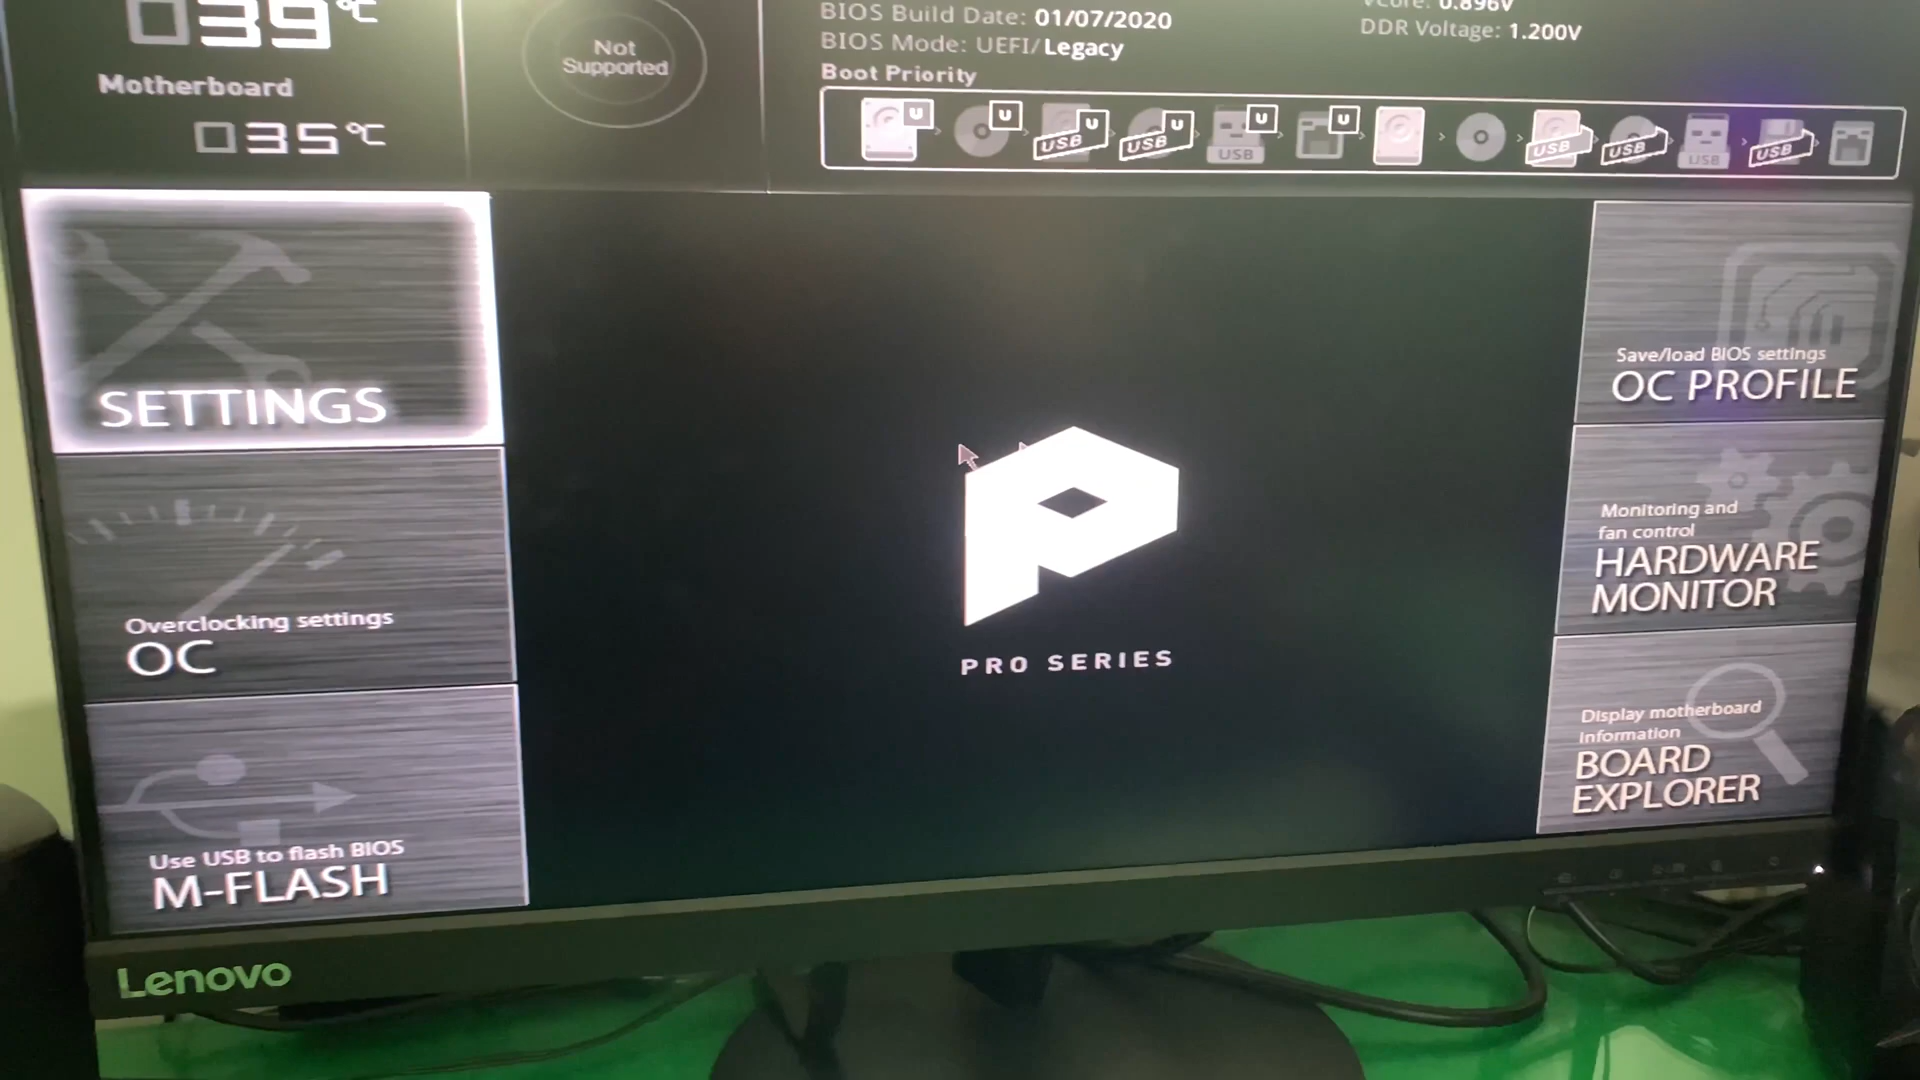 039°C
Motherboard
035°C
Not
Supported
BIOS Build Date: 01/07/2020
BIOS Mode: UEFI/Legacy
Boot Priority
VCore: 0.896V
DDR Voltage: 1.200V
U U USB U USB U USB U U USB USB USB USB
SETTINGS
Overclocking settings
OC
Use USB to flash BIOS
M-FLASH
PRO SERIES
Save/load BIOS settings
OC PROFILE
Monitoring and
fan control
HARDWARE
MONITOR
Display motherboard
information
BOARD
EXPLORER
Lenovo